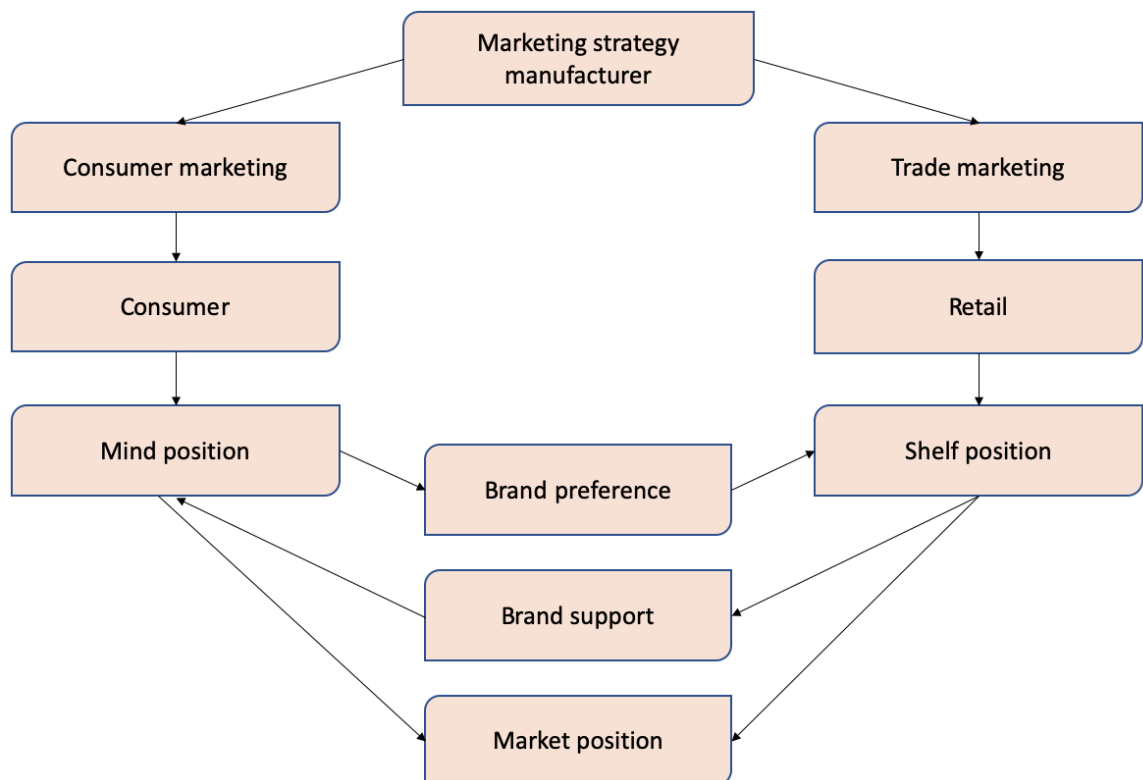 Marketing strategy
manufacturer
Consumer marketing
Trade marketing
Consumer
Retail
Mind position
Shelf position
Brand preference
Brand support
Market position